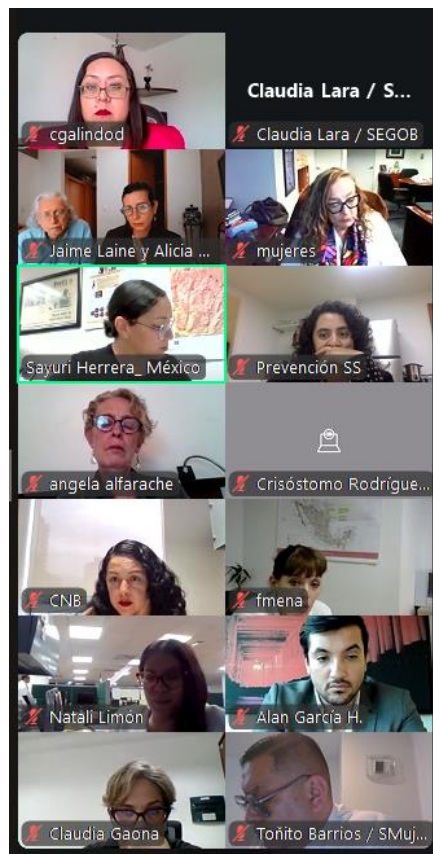 Claudia Lara / S...
cgalindod
Claudia Lara / SEGOB
Jaime Laine y Alicia ...
mujeres
Sayuri Herrera_ México
Prevención SS
angela alfarache
Crisóstomo Rodrígue...
CNB
fmena
Natali Limón
Alan García H.
Claudia Gaona
Toñito Barrios / SMuj...